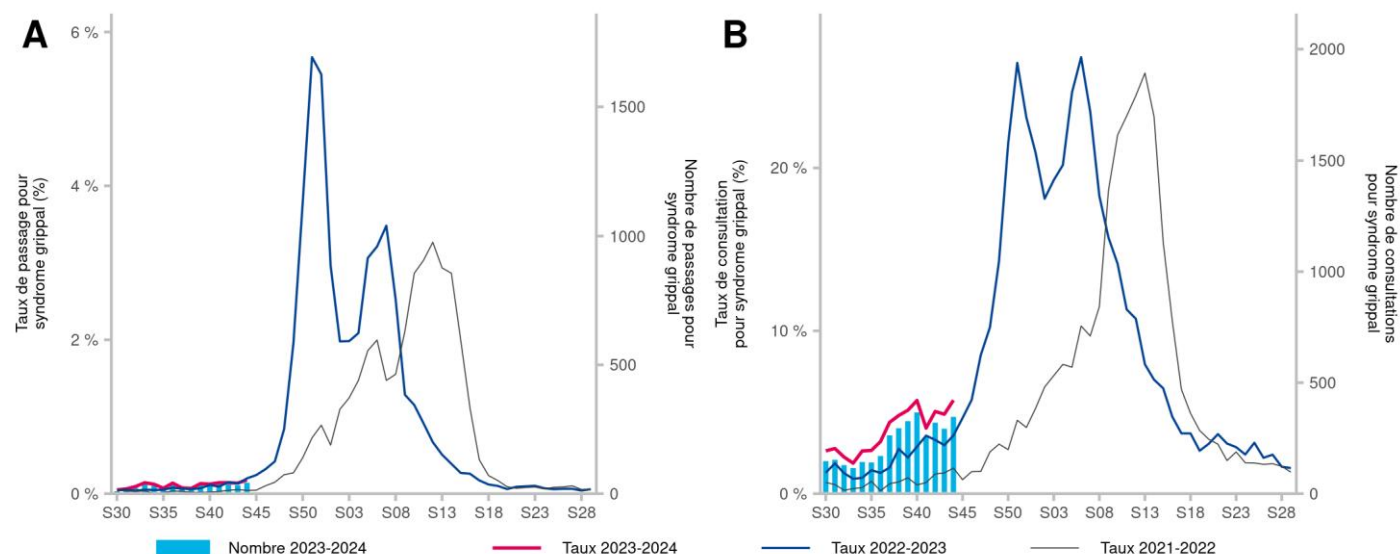 A
6 %
4 %
2 %
0 %
Taux de passage pour
syndrome grippal (%)
1500
1000
500
0
Nombre de passages pour
syndrome grippal
S30 S35 S40 S45 S50 S03 S08 S13 S18 S23 S28
B
20 %
10 %
0 %
Taux de consultation
pour syndrome grippal (%)
2000
1500
1000
500
0
Nombre de consultations
pour syndrome grippal
S30 S35 S40 S45 S50 S03 S08 S13 S18 S23 S28
Nombre 2023-2024 Taux 2023-2024 Taux 2022-2023 Taux 2021-2022